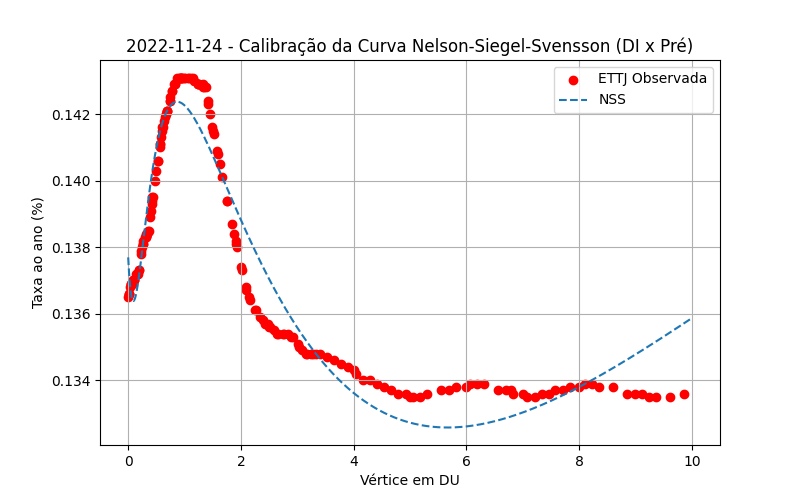 2022-11-24 - Calibração da Curva Nelson-Siegel-Svensson (DI x Pré)
ETTJ Observada
NSS
Taxa ao ano (%)
0.142
0.140
0.138
0.136
0.134
0 2 4 6 8 10
Vértice em DU